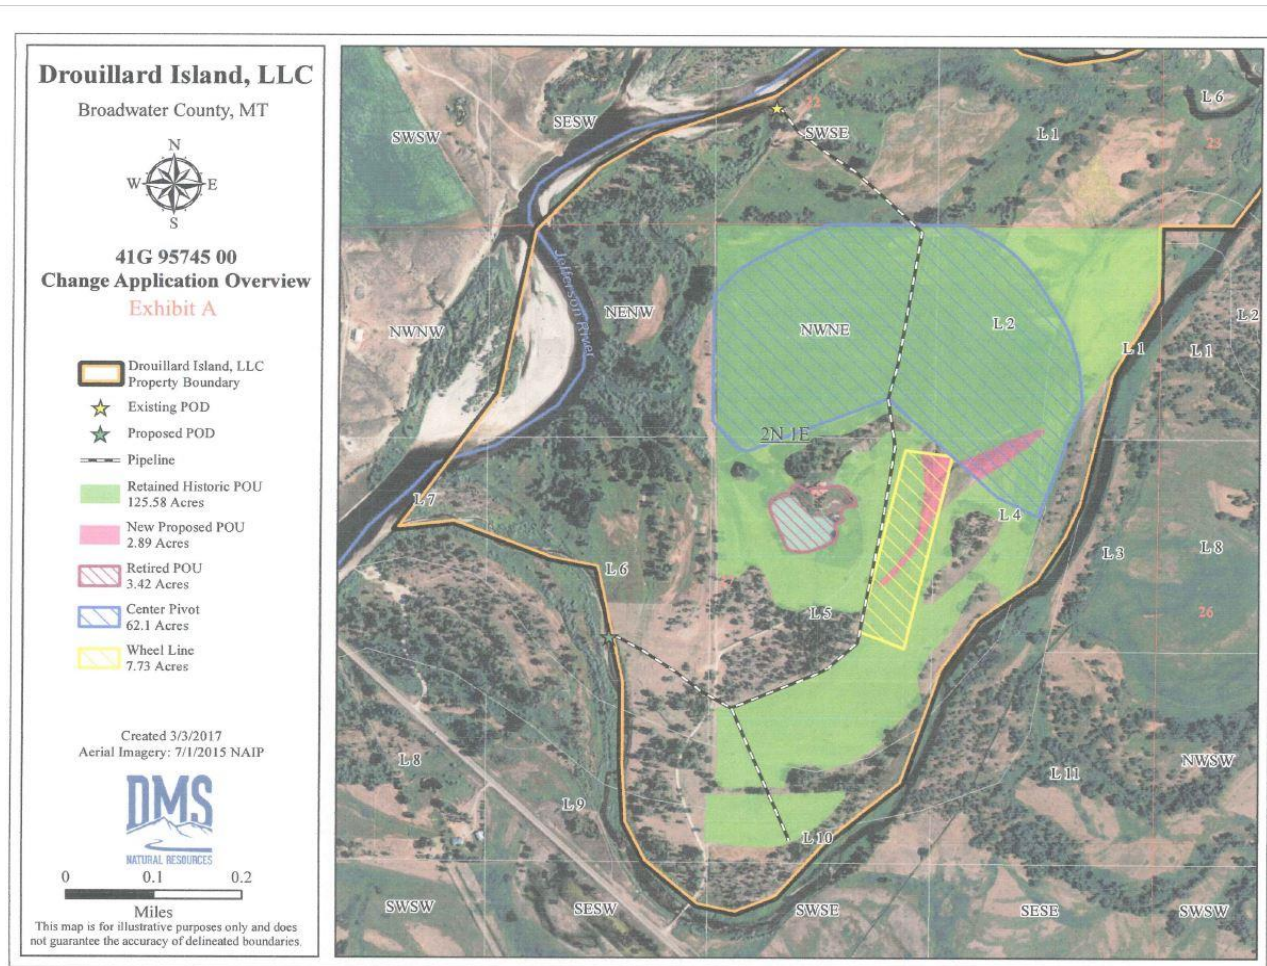 Drouillard Island, LLC
Broadwater County, MT
N
W E
S
41G 95745 00
Change Application Overview
Exhibit A
Drouillard Island, LLC
Property Boundary
Existing POD
Proposed POD
Pipeline
Retained Historic POU
125.58 Acres
New Proposed POU
2.89 Acres
Retired POU
3.42 Acres
Center Pivot
62.1 Acres
Wheel Line
7.73 Acres
Created 3/3/2017
Aerial Imagery: 7/1/2015 NAIP
DMS
NATURAL RESOURCES
0 0.1 0.2
Miles
This map is for illustrative purposes only and does
not guarantee the accuracy of delineated boundaries.
L 6
22
SESW
SWSE
L 1
SWSW
Jefferson River
NENW
NWNW
NWNE
L 2
L 2
L 1
L 1
2N 1E
L 7
L 4
L 3
L 8
L 6
L 5
26
L 8
L 9
L 11
NWSW
L 10
SWSW
SESW
SWSE
SESE
SWSW